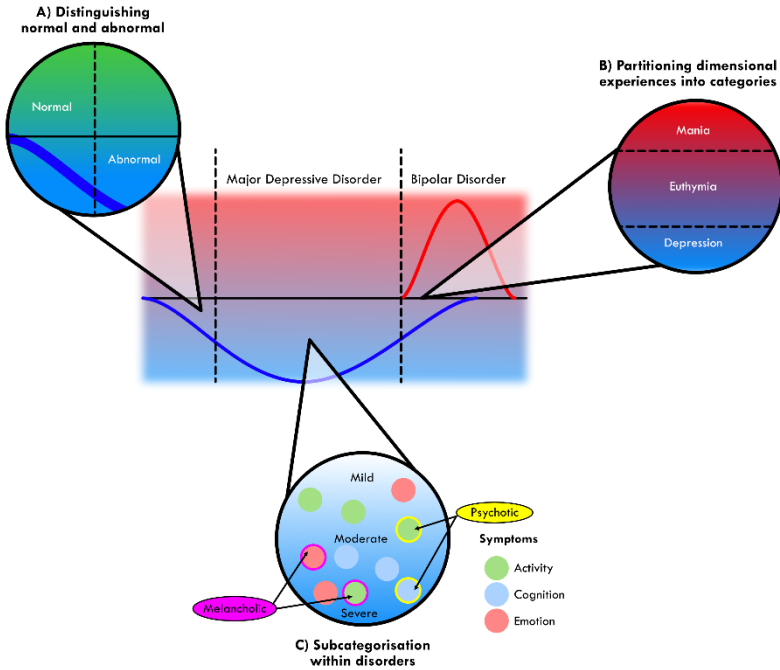 A) Distinguishing
normal and abnormal
Normal
Abnormal
B) Partitioning dimensional
experiences into categories
Mania
Euthymia
Depression
Major Depressive Disorder
Bipolar Disorder
Mild
Moderate
Severe
Psychotic
Melancholic
Symptoms
Activity
Cognition
Emotion
C) Subcategorisation
within disorders